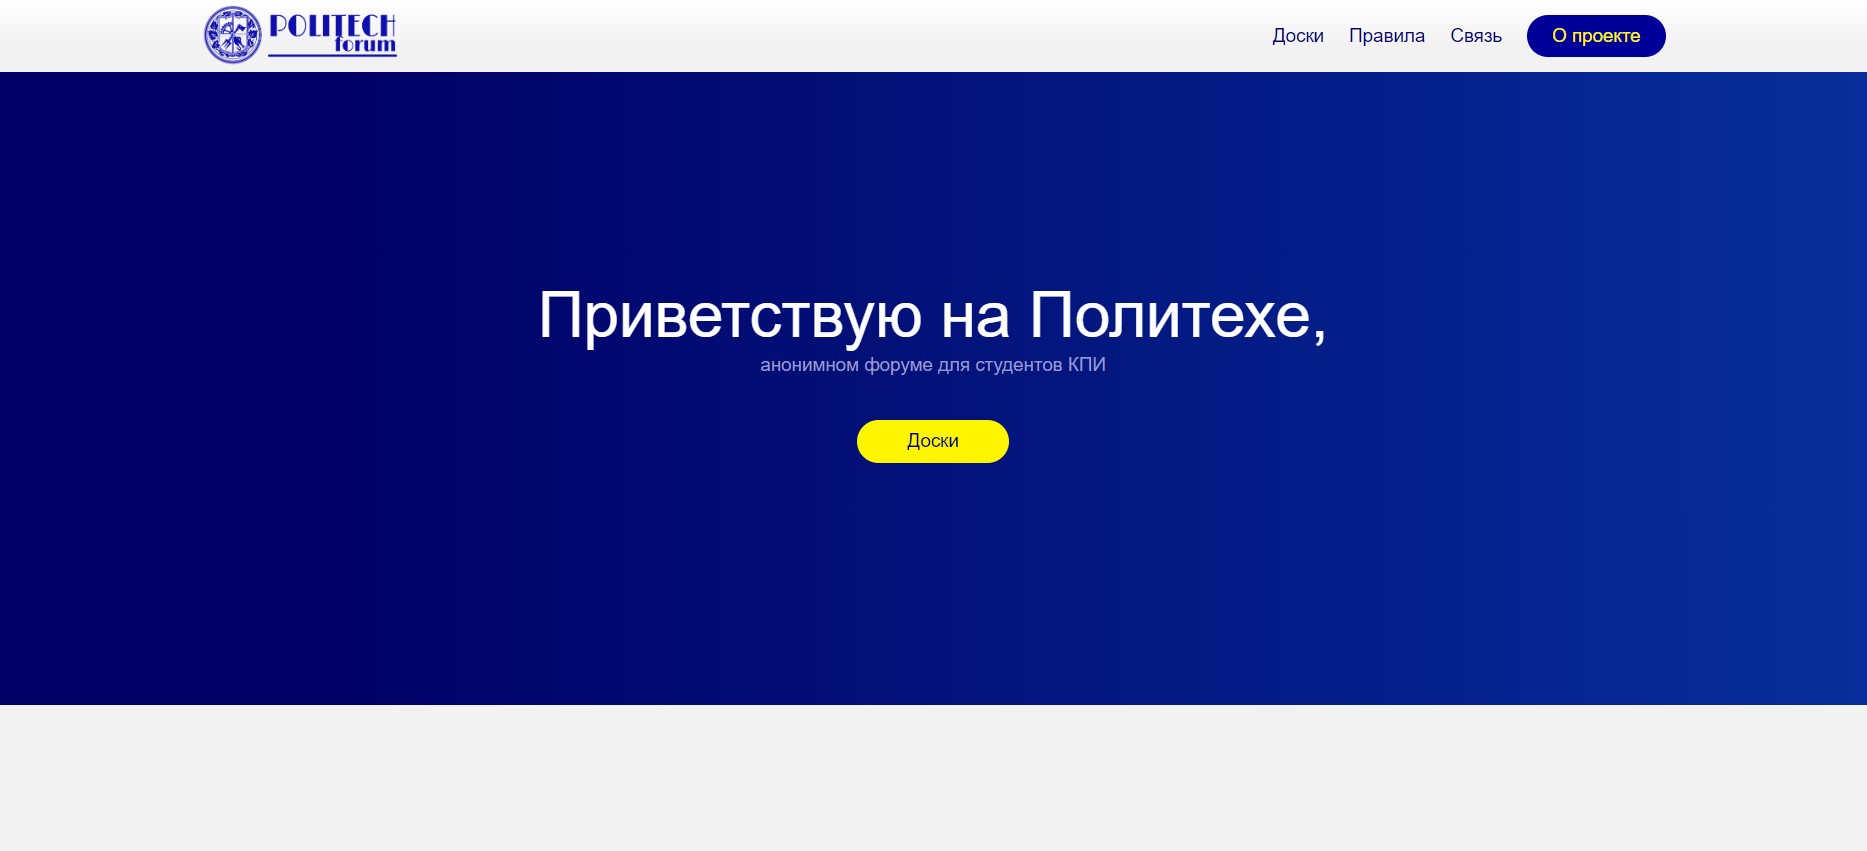 POLITECH
forum
Доски
Правила
Связь
О проекте
Приветствую на Политехе,
анонимном форуме для студентов КПИ
Доски